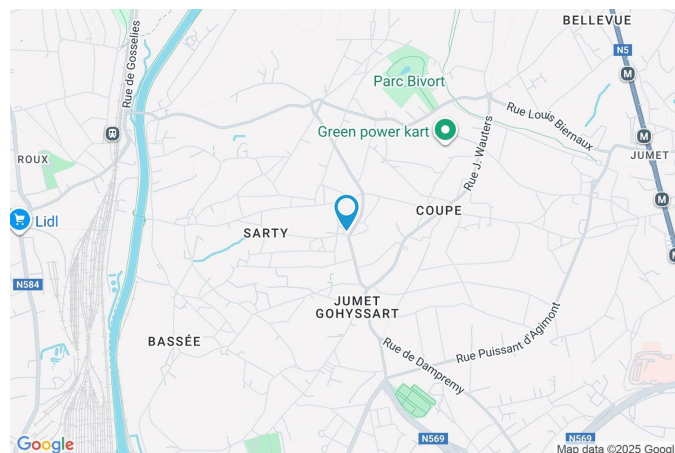 BELLEVUE
N5
M
Rue de Gosselies
Parc Bivort
Rue Louis Biernaux
Green power kart
M
ROUX
Rue J. Wauters
JUMET
M
COUPE
Lidl
SARTY
N584
JUMET
GOHYSSART
BASSÉE
Rue de Dampremy
Rue Puissant d'Agimont
N569
N569
Google
Map data ©2025 Googl